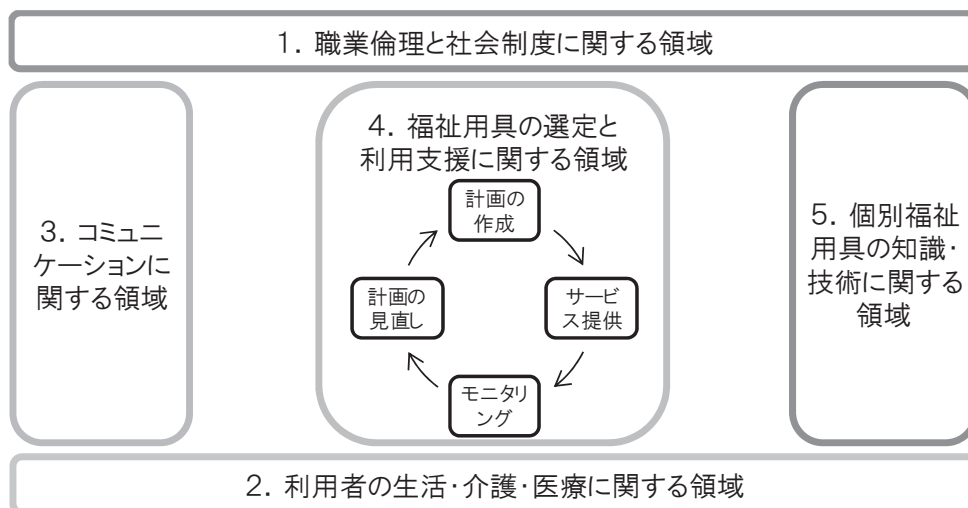 1. 職業倫理と社会制度に関する領域
3. コミュニ
ケーションに
関する領域
4. 福祉用具の選定と
利用支援に関する領域
計画の
作成
サービ
ス提供
モニタリ
ング
計画の
見直し
5. 個別福祉
用具の知識・
技術に関する
領域
2. 利用者の生活・介護・医療に関する領域